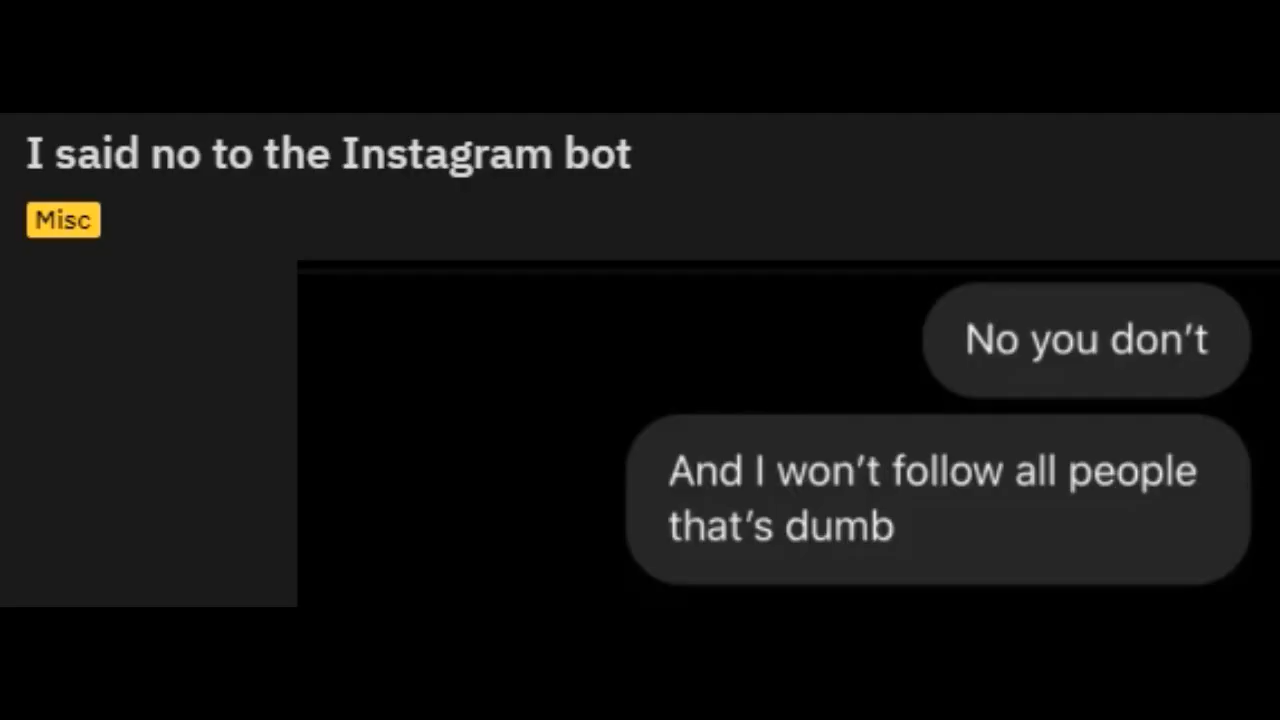 I said no to the Instagram bot
Misc
No you don’t
And I won’t follow all people
that’s dumb